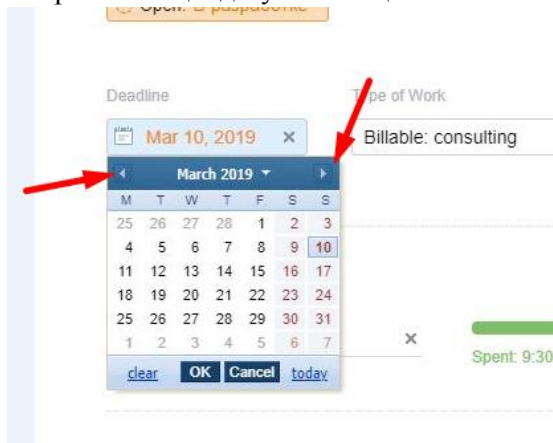 Open: В разработке
Deadline
Type of Work
Mar 10, 2019
Billable: consulting
March 2019
M T W T F S S
25 26 27 28 1 2 3
4 5 6 7 8 9 10
11 12 13 14 15 16 17
18 19 20 21 22 23 24
25 26 27 28 29 30 31
1 2 3 4 5 6 7
Spent: 9:30
clear OK Cancel today